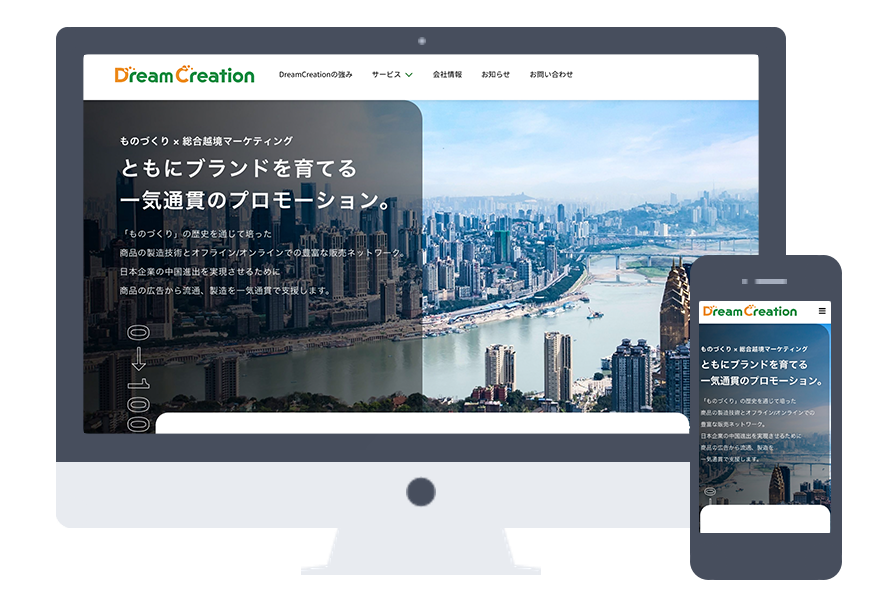 Dream Creation
DreamCreationの強み
サービス
会社情報
お知らせ
お問い合わせ
ものづくり × 総合越境マーケティング
ともにブランドを育てる
一気通貫のプロモーション。
「ものづくり」の歴史を通じて培った
商品の製造技術とオフライン/オンラインでの豊富な販売ネットワーク。
日本企業の中国進出を実現させるために
商品の広告から流通、製造を一気通貫で支援します。
0→100
Dream Creation
ものづくり × 総合越境マーケティング
ともにブランドを育てる
一気通貫のプロモーション。
「ものづくり」の歴史を通じて培った
商品の製造技術とオフライン/オンラインでの
豊富な販売ネットワーク。
日本企業の中国進出を実現させるために
商品の広告から流通、製造を
一気通貫で支援します。
0